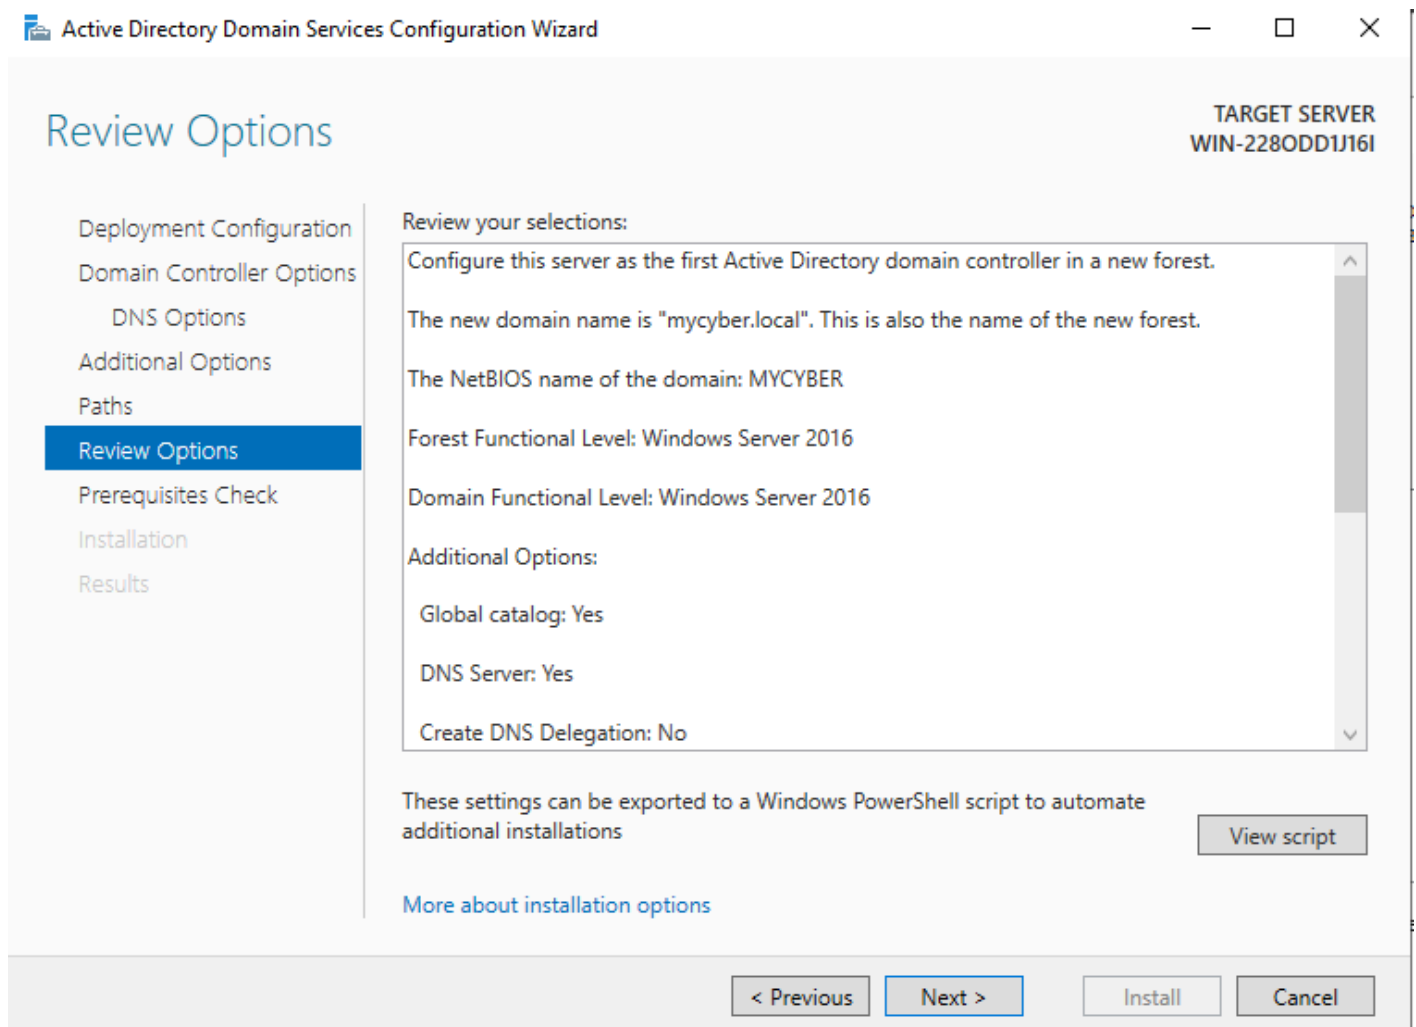 Active Directory Domain Services Configuration Wizard
Review Options
TARGET SERVER
WIN-228ODD1J16I
Deployment Configuration
Domain Controller Options
DNS Options
Additional Options
Paths
Review Options
Prerequisites Check
Installation
Results
Review your selections:
Configure this server as the first Active Directory domain controller in a new forest.
The new domain name is "mycyber.local". This is also the name of the new forest.
The NetBIOS name of the domain: MYCYBER
Forest Functional Level: Windows Server 2016
Domain Functional Level: Windows Server 2016
Additional Options:
Global catalog: Yes
DNS Server: Yes
Create DNS Delegation: No
These settings can be exported to a Windows PowerShell script to automate
additional installations
View script
More about installation options
< Previous
Next >
Install
Cancel